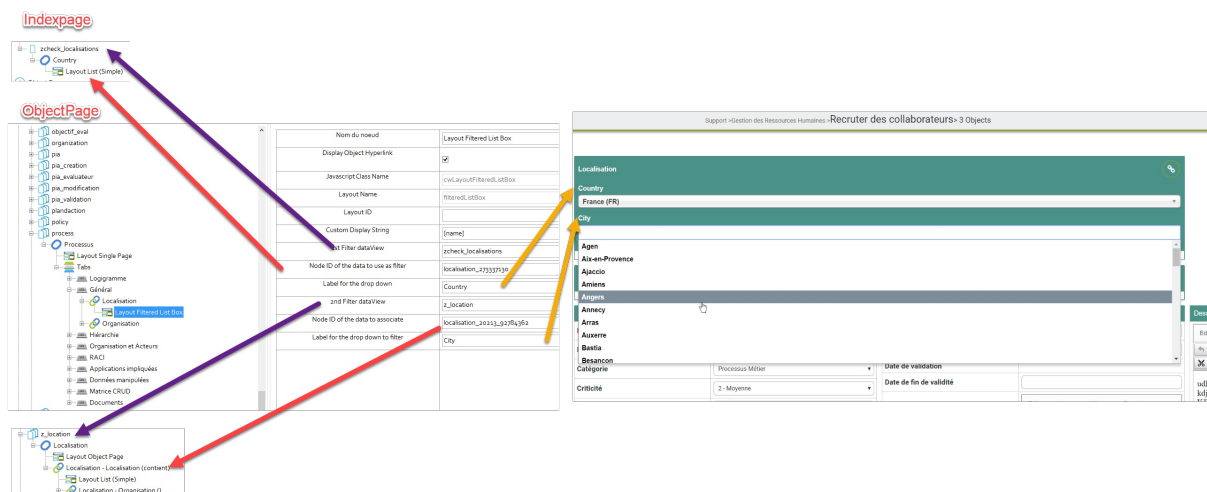 Indexpage
zcheck_localisations
Country
Layout List (Simple)
ObjectPage
objectif_eval
organization
pia
pia_creation
pia_evaluateur
pia_modification
pia_validation
plandaction
policy
process
Processus
Layout Single Page
Tabs
Logigramme
Général
Localisation
Layout Filtered List Box
Organisation
Hiérarchie
Organisation et Acteurs
RACI
Applications impliquées
Données manipulées
Matrice CRUD
Documents
Nom du noeud
Layout Filtered List Box
Display Object Hyperlink
Javascript Class Name
cwLayoutFilteredListBox
Layout Name
filteredListBox
Layout ID
Custom Display String
[name]
1st Filter dataView
zcheck_localisations
Node ID of the data to use as filter
localisation_273337130
Label for the drop down
Country
2nd Filter dataView
z_location
Node ID of the data to associate
localisation_20213_92784362
Label for the drop down to filter
City
Support >Gestion des Ressources Humaines >Recruter des collaborateurs> 3 Objects
Localisation
Country
France (FR)
City
Agen
Aix-en-Provence
Ajaccio
Amiens
Angers
Annecy
Arras
Auxerre
Bastia
Besançon
Catégorie
Processus Métier
Date de validation
Criticité
2 - Moyenne
Date de fin de validité
z_location
Localisation
Layout Object Page
Localisation - Localisation (contient)
Layout List (Simple)
Localisation - Organisation ()